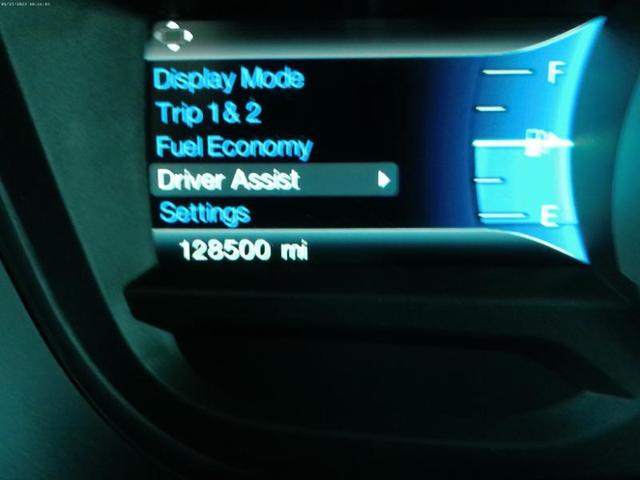 Display Mode
Trip 1 & 2
Fuel Economy
Driver Assist
Settings
128500 mi
F
E